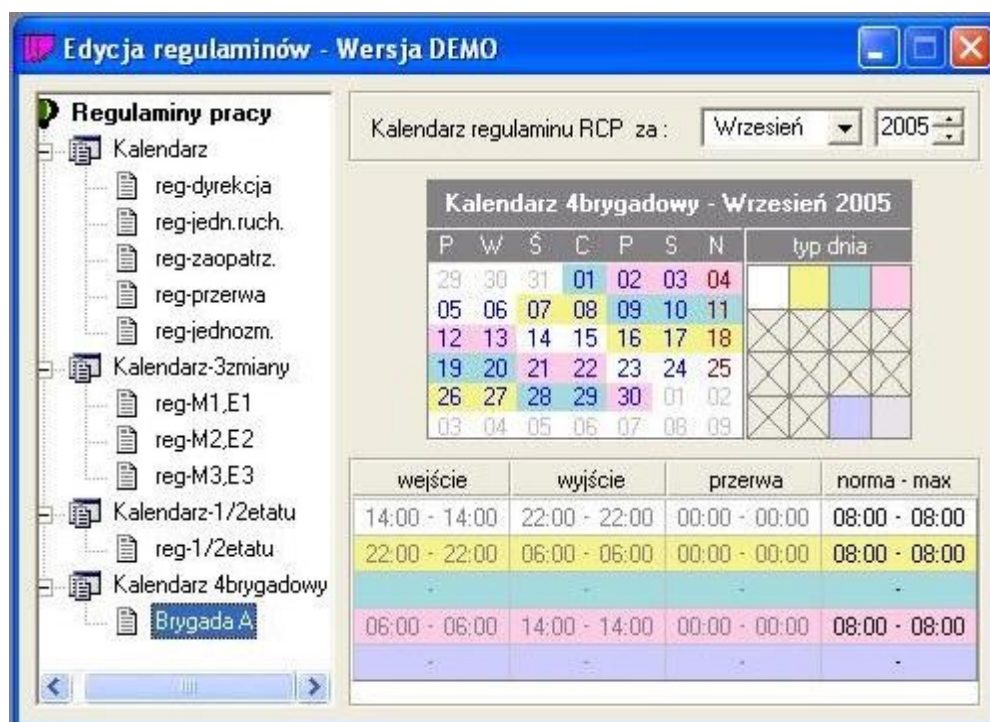 Edycja regulaminów - Wersja DEMO
Regulaminy pracy
Kalendarz
reg-dyrekcja
reg-jedn.ruch.
reg-zaopatrz.
reg-przerwa
reg-jednozm.
Kalendarz-3zmiany
reg-M1,E1
reg-M2,E2
reg-M3,E3
Kalendarz-1/2etatu
reg-1/2etatu
Kalendarz 4brygadowy
Brygada A
Kalendarz regulaminu RCP za : Wrzesień 2005
Kalendarz 4brygadowy - Wrzesień 2005
P W Ś C P S N typ dnia
29 30 31 01 02 03 04
05 06 07 08 09 10 11
12 13 14 15 16 17 18
19 20 21 22 23 24 25
26 27 28 29 30 01 02
03 04 05 06 07 08 09
wejście wyjście przerwa norma - max
14:00 - 14:00 22:00 - 22:00 00:00 - 00:00 08:00 - 08:00
22:00 - 22:00 06:00 - 06:00 00:00 - 00:00 08:00 - 08:00
- - - -
06:00 - 06:00 14:00 - 14:00 00:00 - 00:00 08:00 - 08:00
- - - -